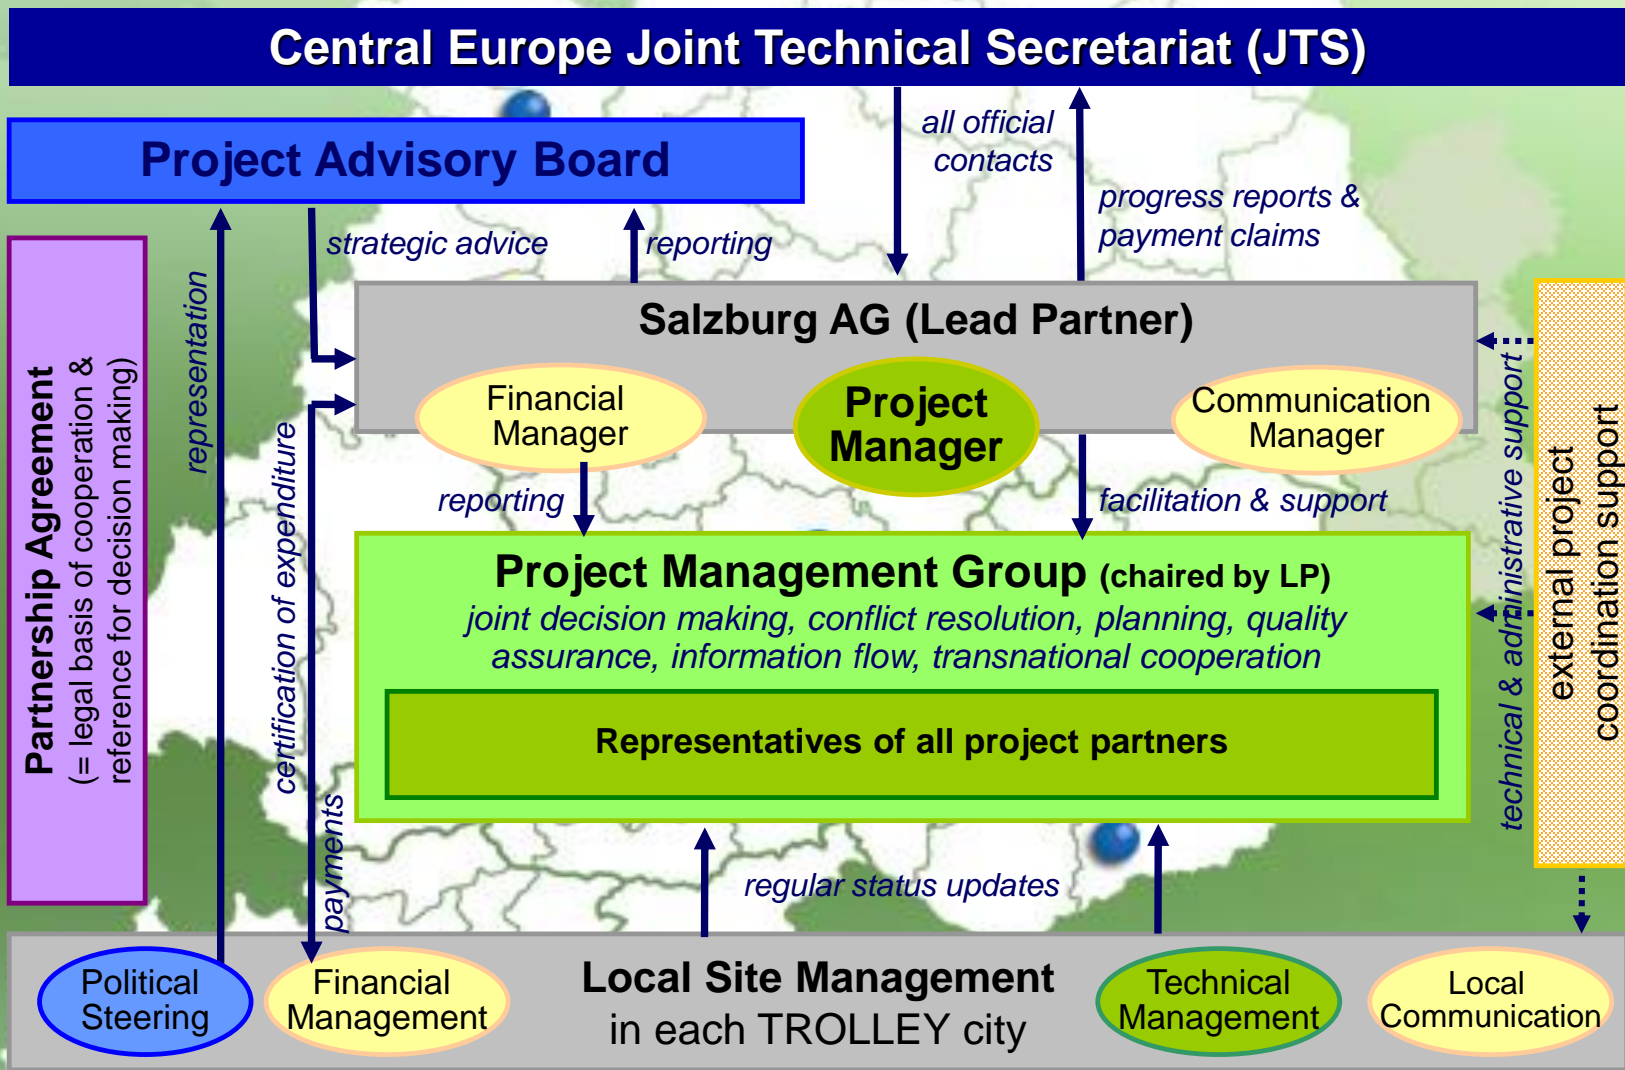 Central Europe Joint Technical Secretariat (JTS)
all official
contacts
Project Advisory Board
progress reports &
payment claims
strategic advice
reporting
representation
Partnership Agreement
(= legal basis of cooperation &
reference for decision making)
Salzburg AG (Lead Partner)
Financial
Manager
Project
Manager
Communication
Manager
certification of expenditure
payments
reporting
facilitation & support
technical & administrative support
external project
coordination support
Project Management Group (chaired by LP)
joint decision making, conflict resolution, planning, quality
assurance, information flow, transnational cooperation
Representatives of all project partners
regular status updates
Political
Steering
Financial
Management
Local Site Management
in each TROLLEY city
Technical
Management
Local
Communication